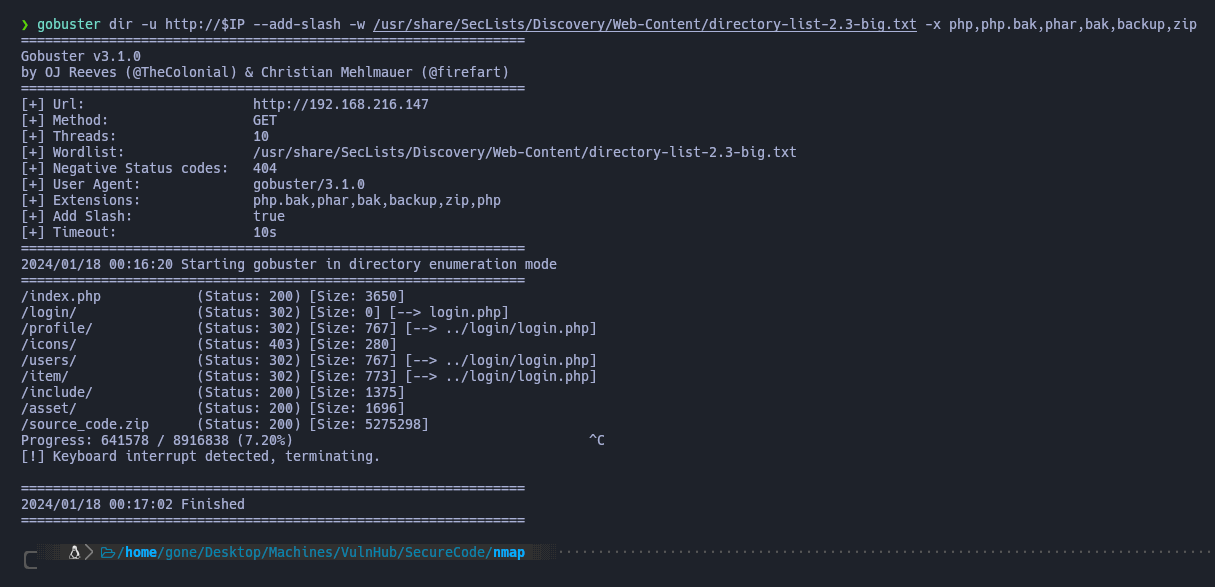 ❯ gobuster dir -u http://$IP --add-slash -w /usr/share/SecLists/Discovery/Web-Content/directory-list-2.3-big.txt -x php,php.bak,phar,bak,backup,zip
===============================================================
Gobuster v3.1.0
by OJ Reeves (@TheColonial) & Christian Mehlmauer (@firefart)
===============================================================
[+] Url:                     http://192.168.216.147
[+] Method:                  GET
[+] Threads:                 10
[+] Wordlist:                /usr/share/SecLists/Discovery/Web-Content/directory-list-2.3-big.txt
[+] Negative Status codes:   404
[+] User Agent:              gobuster/3.1.0
[+] Extensions:              php.bak,phar,bak,backup,zip,php
[+] Add Slash:               true
[+] Timeout:                 10s
===============================================================
2024/01/18 00:16:20 Starting gobuster in directory enumeration mode
===============================================================
/index.php            (Status: 200) [Size: 3650]
/login/               (Status: 302) [Size: 0] [--> login.php]
/profile/             (Status: 302) [Size: 767] [--> ../login/login.php]
/icons/               (Status: 403) [Size: 280]
/users/               (Status: 302) [Size: 767] [--> ../login/login.php]
/item/                (Status: 302) [Size: 773] [--> ../login/login.php]
/include/             (Status: 200) [Size: 1375]
/asset/               (Status: 200) [Size: 1696]
/source_code.zip      (Status: 200) [Size: 5275298]
Progress: 641578 / 8916838 (7.20%)                                     ^C
[!] Keyboard interrupt detected, terminating.
===============================================================
2024/01/18 00:17:02 Finished
===============================================================
/home/gone/Desktop/Machines/VulnHub/SecureCode/nmap